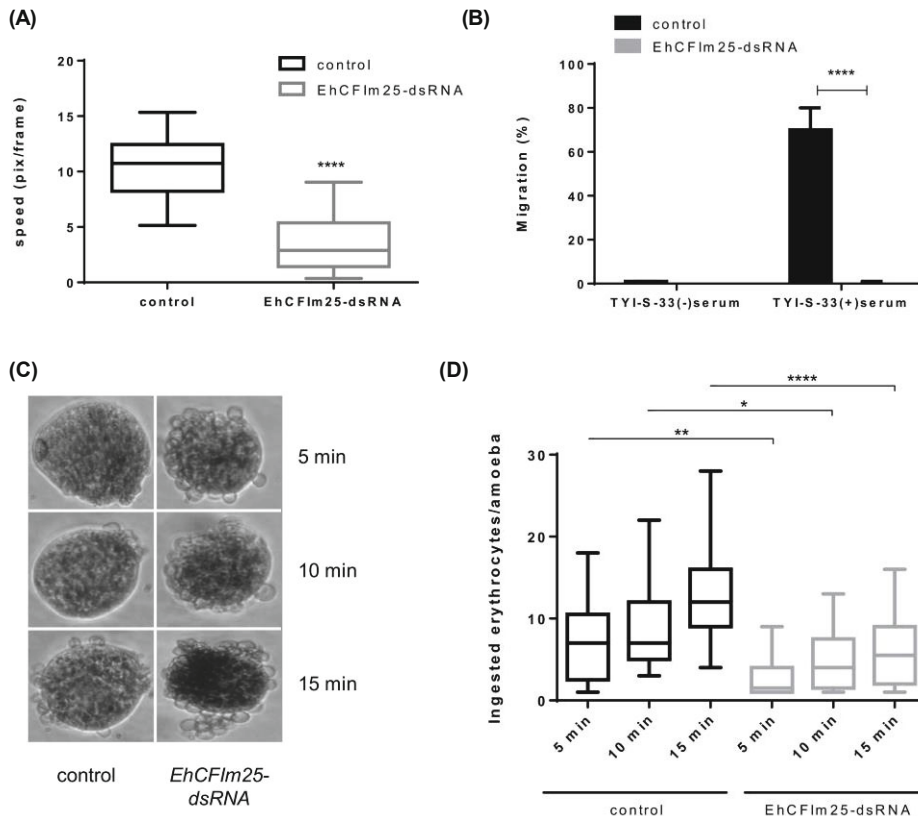 (A)
control
EhCFIm25-dsRNA
20
15
10
5
0
speed (pix/frame)
****
control
EhCFIm25-dsRNA
(B)
control
EhCFIm25-dsRNA
100
80
60
40
20
0
Migration (%)
****
TYI-S-33(-)serum
TYI-S-33(+)serum
(C)
5 min
10 min
15 min
control
EhCFIm25-
dsRNA
(D)
****
*
**
30
20
10
0
Ingested erythrocytes/amoeba
5 min
10 min
15 min
5 min
10 min
15 min
control
EhCFIm25-dsRNA